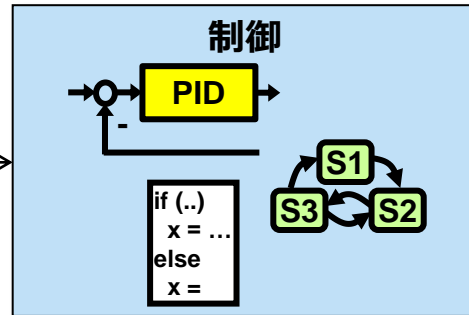 制御
PID
-
S1
S3
S2
if (..)
x = …
else
x =